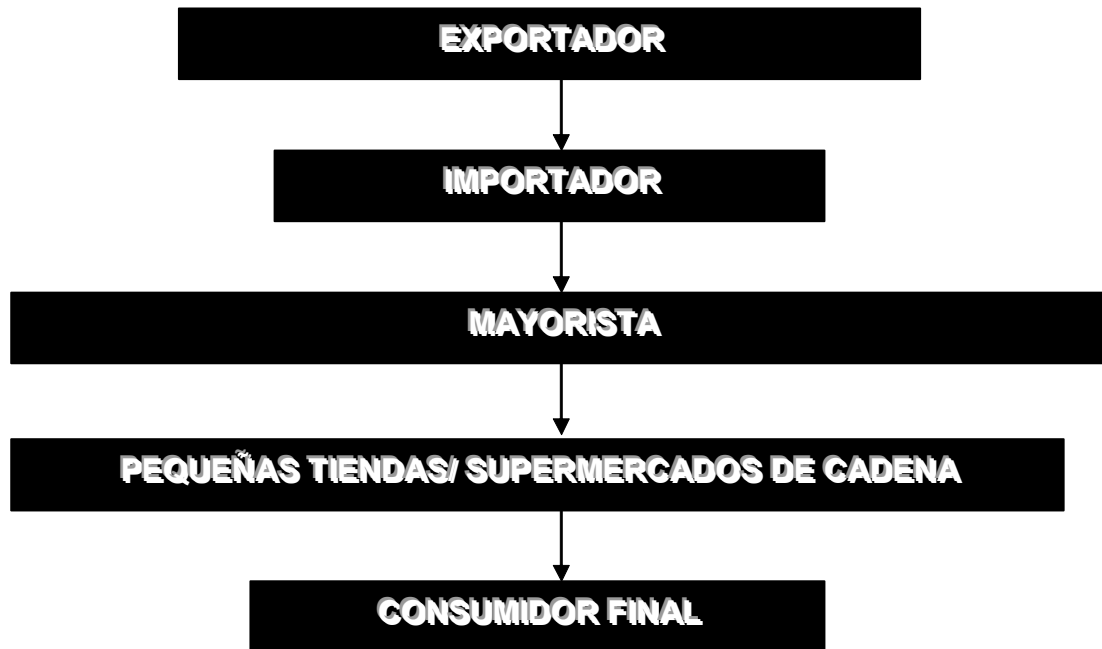 EXPORTADOR
IMPORTADOR
MAYORISTA
PEQUEÑAS TIENDAS/ SUPERMERCADOS DE CADENA
CONSUMIDOR FINAL